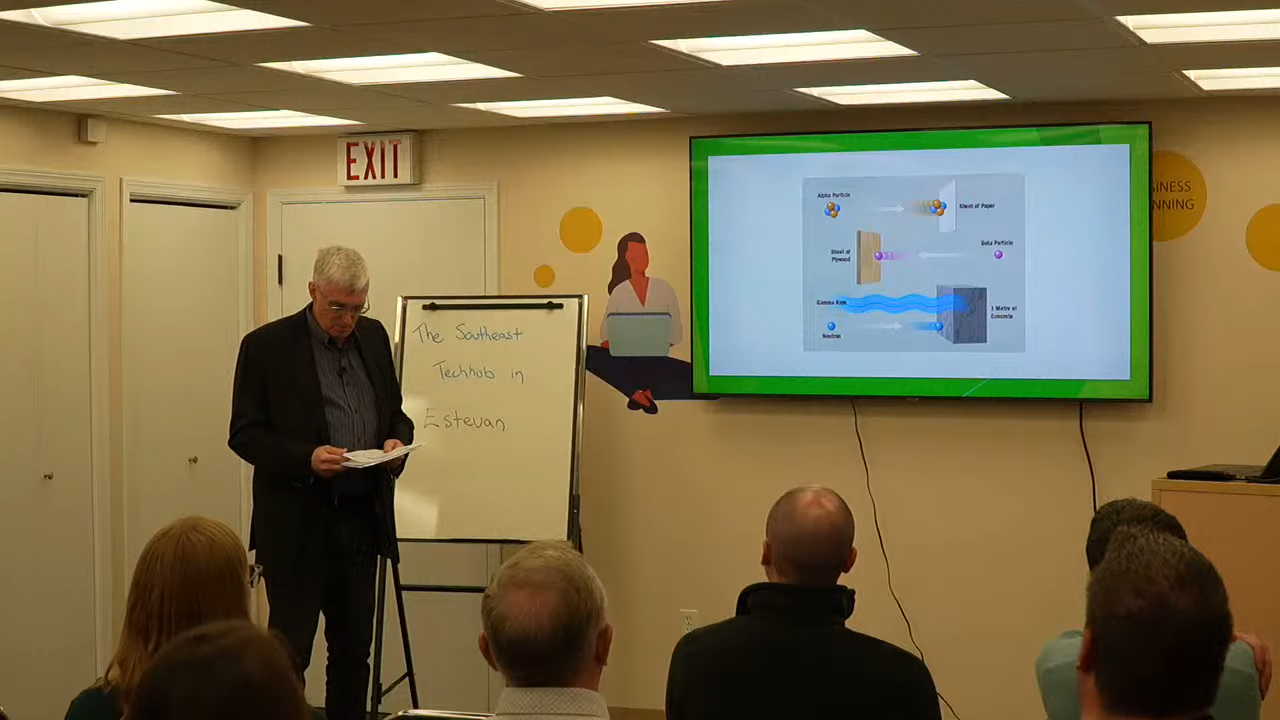 EXIT
The Southeast
Techhub in
Estevan
Alpha Particle
Sheet of Paper
Sheet of
Plywood
Beta Particle
Gamma Rays
1 Metre of
Concrete
Neutron
INESS
NNING